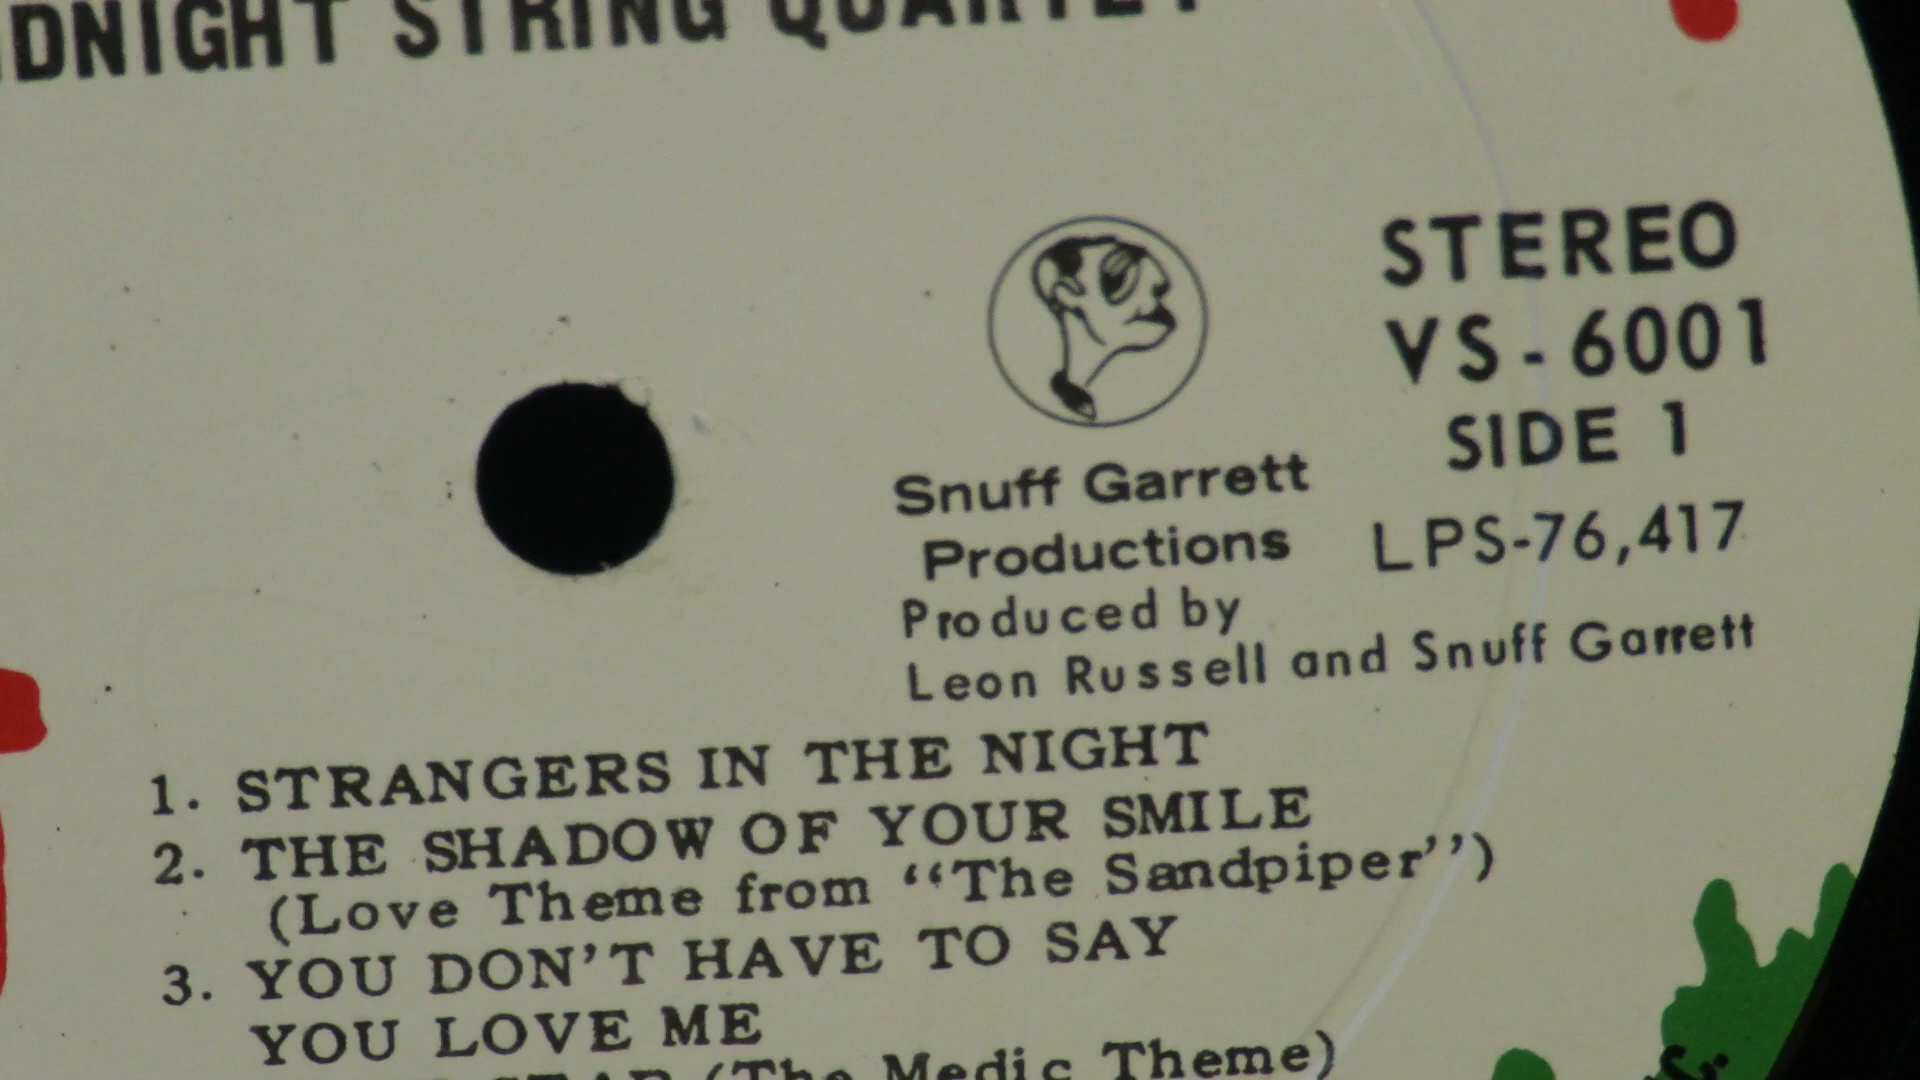 STRING QUARTET
STEREO
VS-6001
SIDE 1
Snuff Garrett
Productions
LPS-76,417
Produced by
Leon Russell and Snuff Garrett
1. STRANGERS IN THE NIGHT
2. THE SHADOW OF YOUR SMILE
(Love Theme from "The Sandpiper")
3. YOU DON'T HAVE TO SAY
YOU LOVE ME
(The Medic Theme)